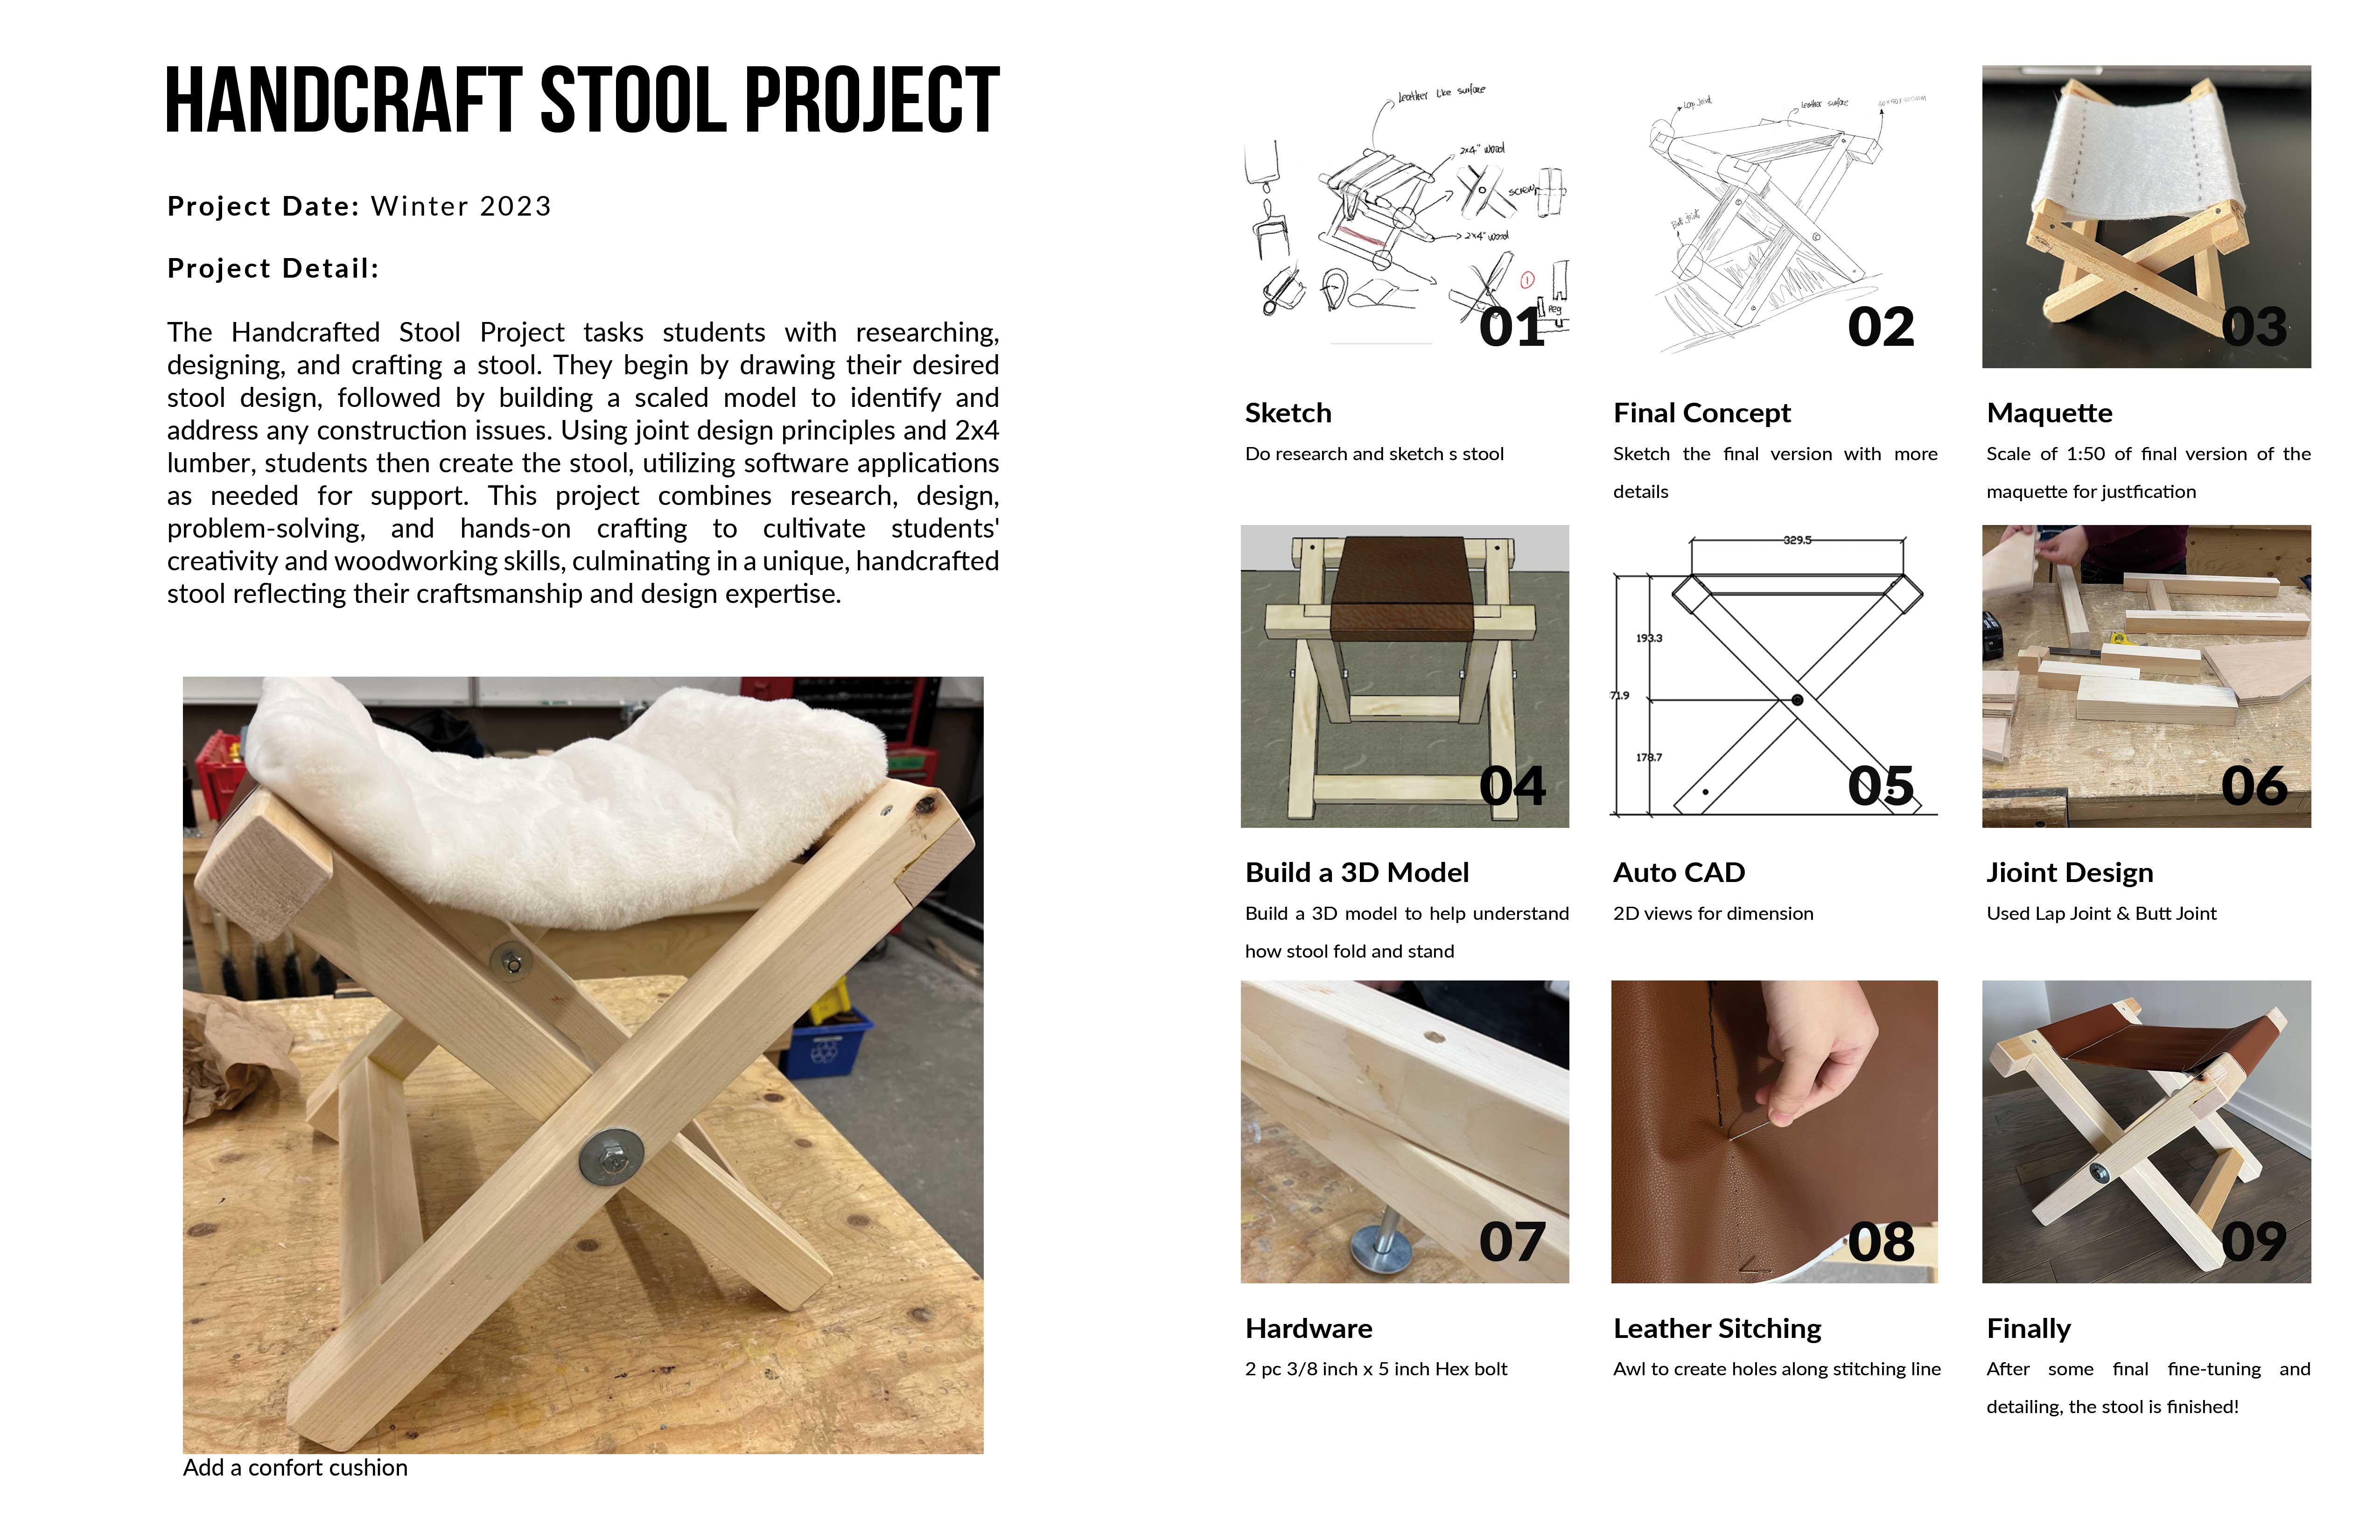 HANDCRAFT STOOL PROJECT
Project Date: Winter 2023
Project Detail:
The Handcrafted Stool Project tasks students with researching,
designing, and crafting a stool. They begin by drawing their desired
stool design, followed by building a scaled model to identify and
address any construction issues. Using joint design principles and 2x4
lumber, students then create the stool, utilizing software applications
as needed for support. This project combines research, design,
problem-solving, and hands-on crafting to cultivate students'
creativity and woodworking skills, culminating in a unique, handcrafted
stool reflecting their craftsmanship and design expertise.
Add a confort cushion
Leather Like surface
2x4" wood
screw
2x4" wood
1
Peg
01
Sketch
Do research and sketch s stool
Lap Joint
Leather surface
Butt joint
02
Final Concept
Sketch the final version with more
details
03
Maquette
Scale of 1:50 of final version of the
maquette for justfication
04
Build a 3D Model
Build a 3D model to help understand
how stool fold and stand
329.5
193.3
71.9
178.7
05
Auto CAD
2D views for dimension
06
Jioint Design
Used Lap Joint & Butt Joint
07
Hardware
2 pc 3/8 inch x 5 inch Hex bolt
08
Leather Sitching
Awl to create holes along stitching line
09
Finally
After some final fine-tuning and
detailing, the stool is finished!